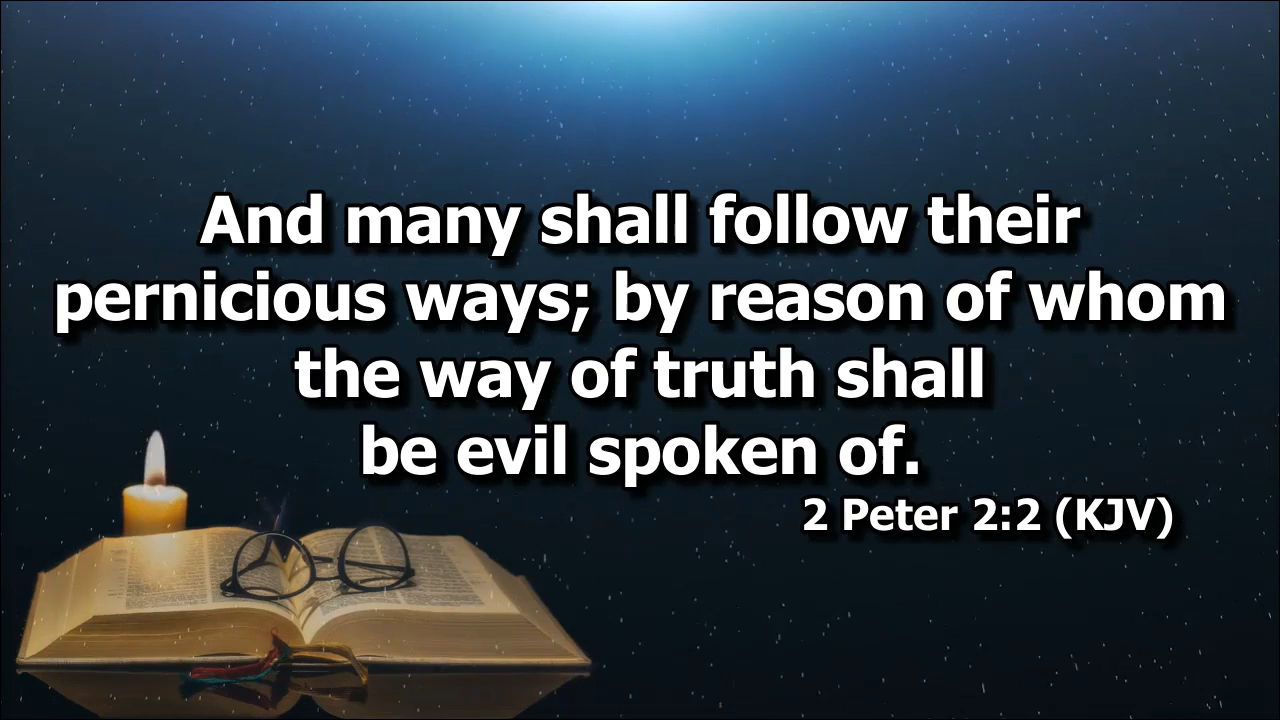 And many shall follow their
pernicious ways; by reason of whom
the way of truth shall
be evil spoken of.
2 Peter 2:2 (KJV)